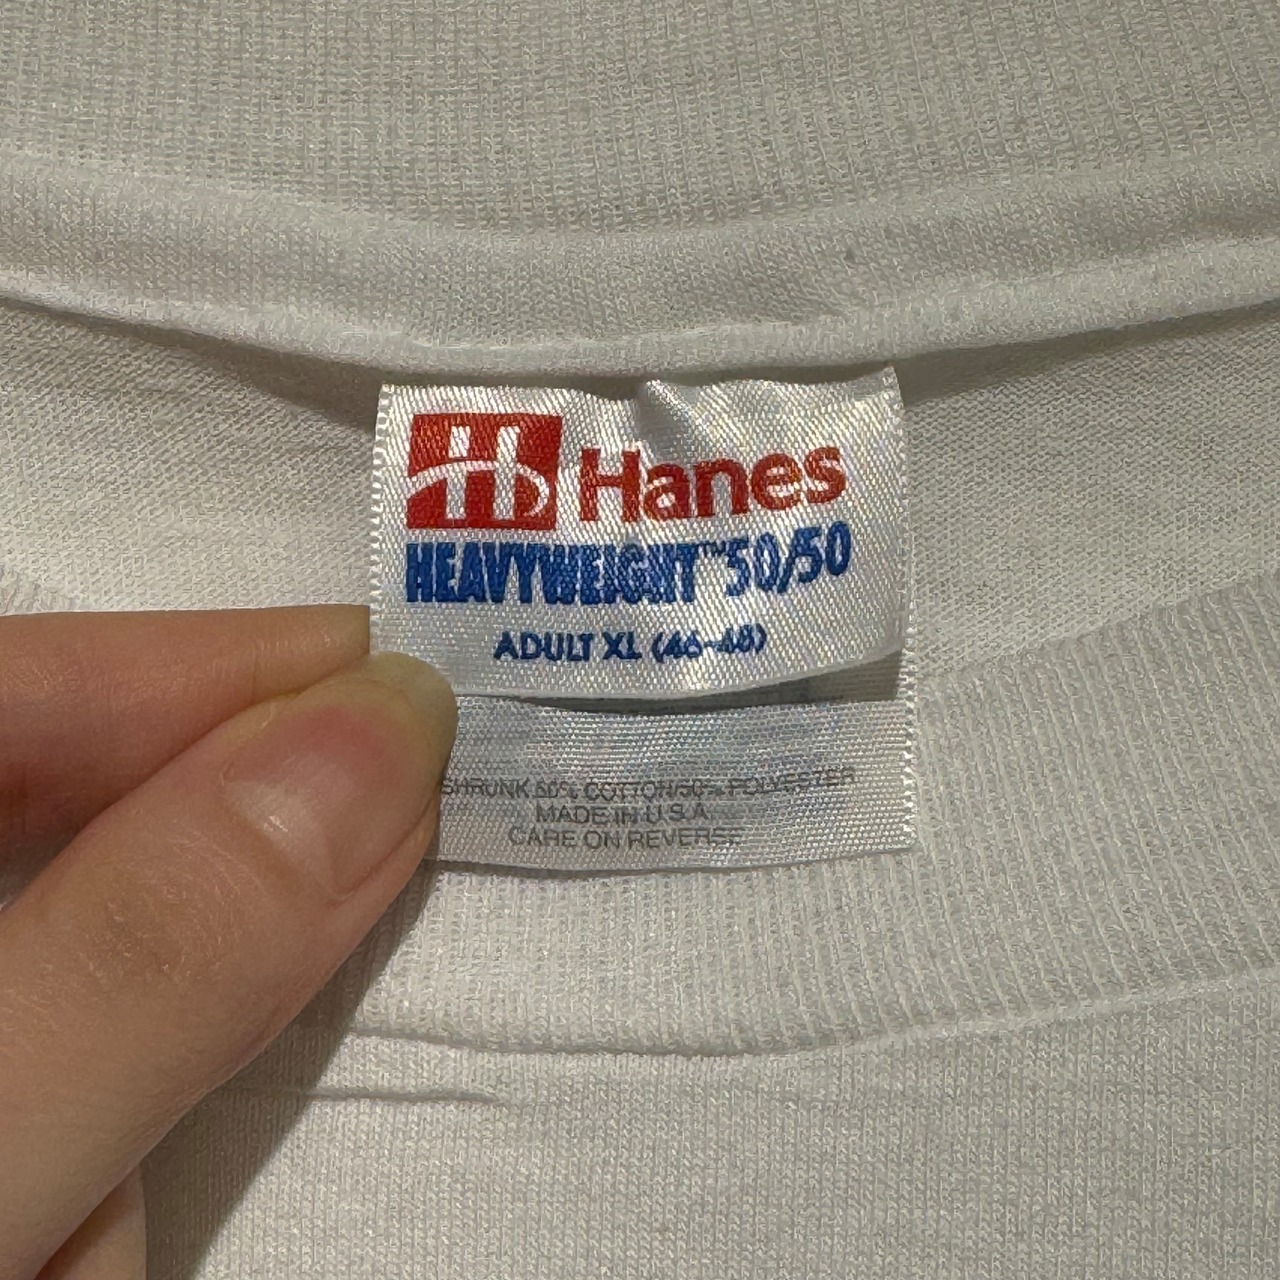 H Hanes
HEAVYWEIGHT™ 50/50
ADULT XL (46-48)
SHRUNK 50% COTTON/50% POLYESTER
MADE IN U.S.A.
CARE ON REVERSE